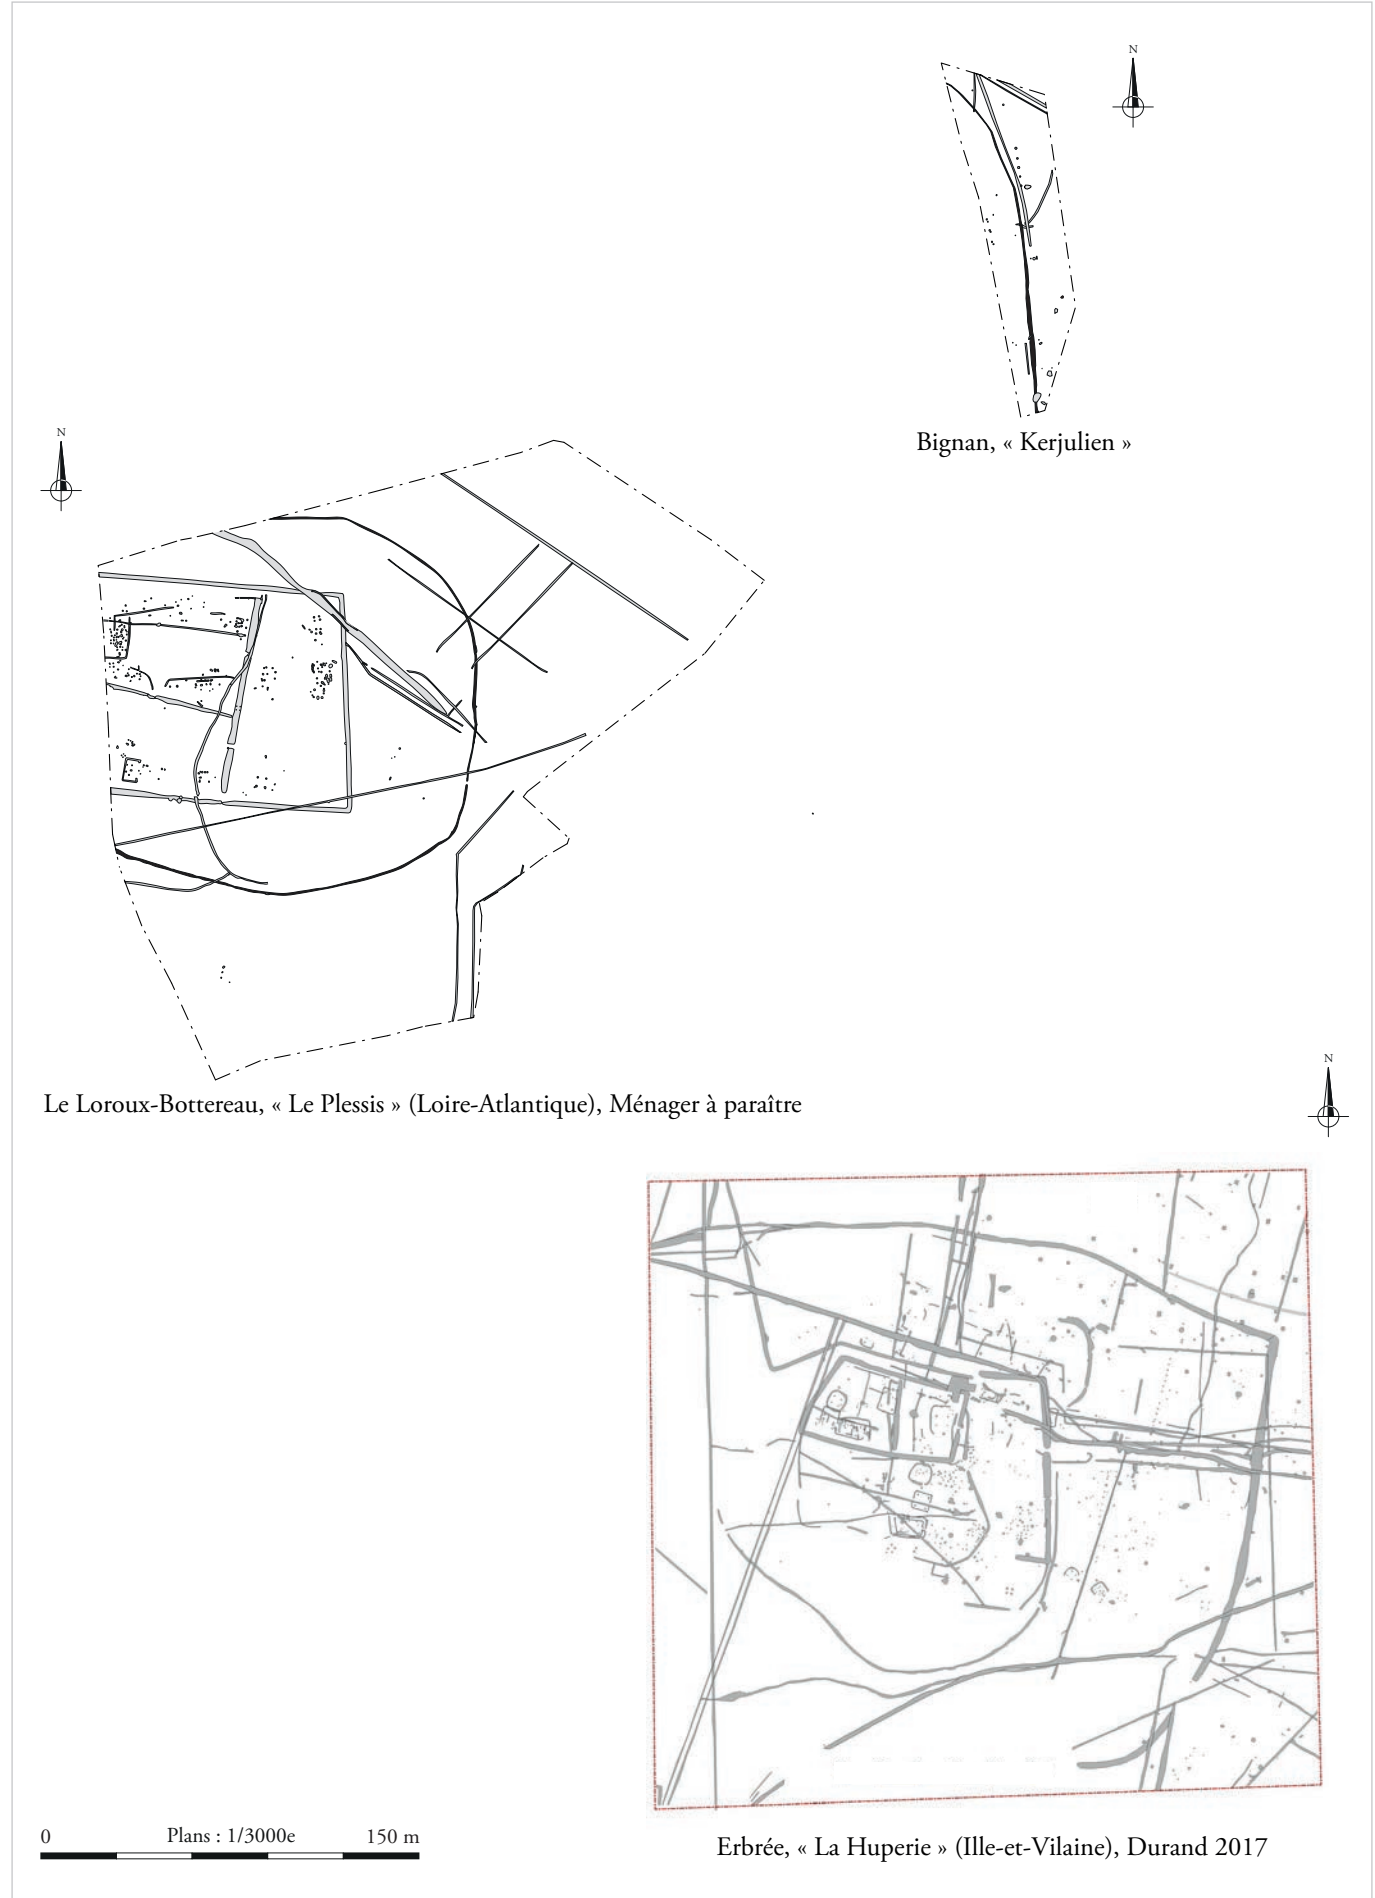 N
Bignan, « Kerjulien »
N
Le Loroux-Bottereau, « Le Plessis » (Loire-Atlantique), Ménager à paraître
N
0 Plans : 1/3000e 150 m
Erbrée, « La Huperie » (Ille-et-Vilaine), Durand 2017